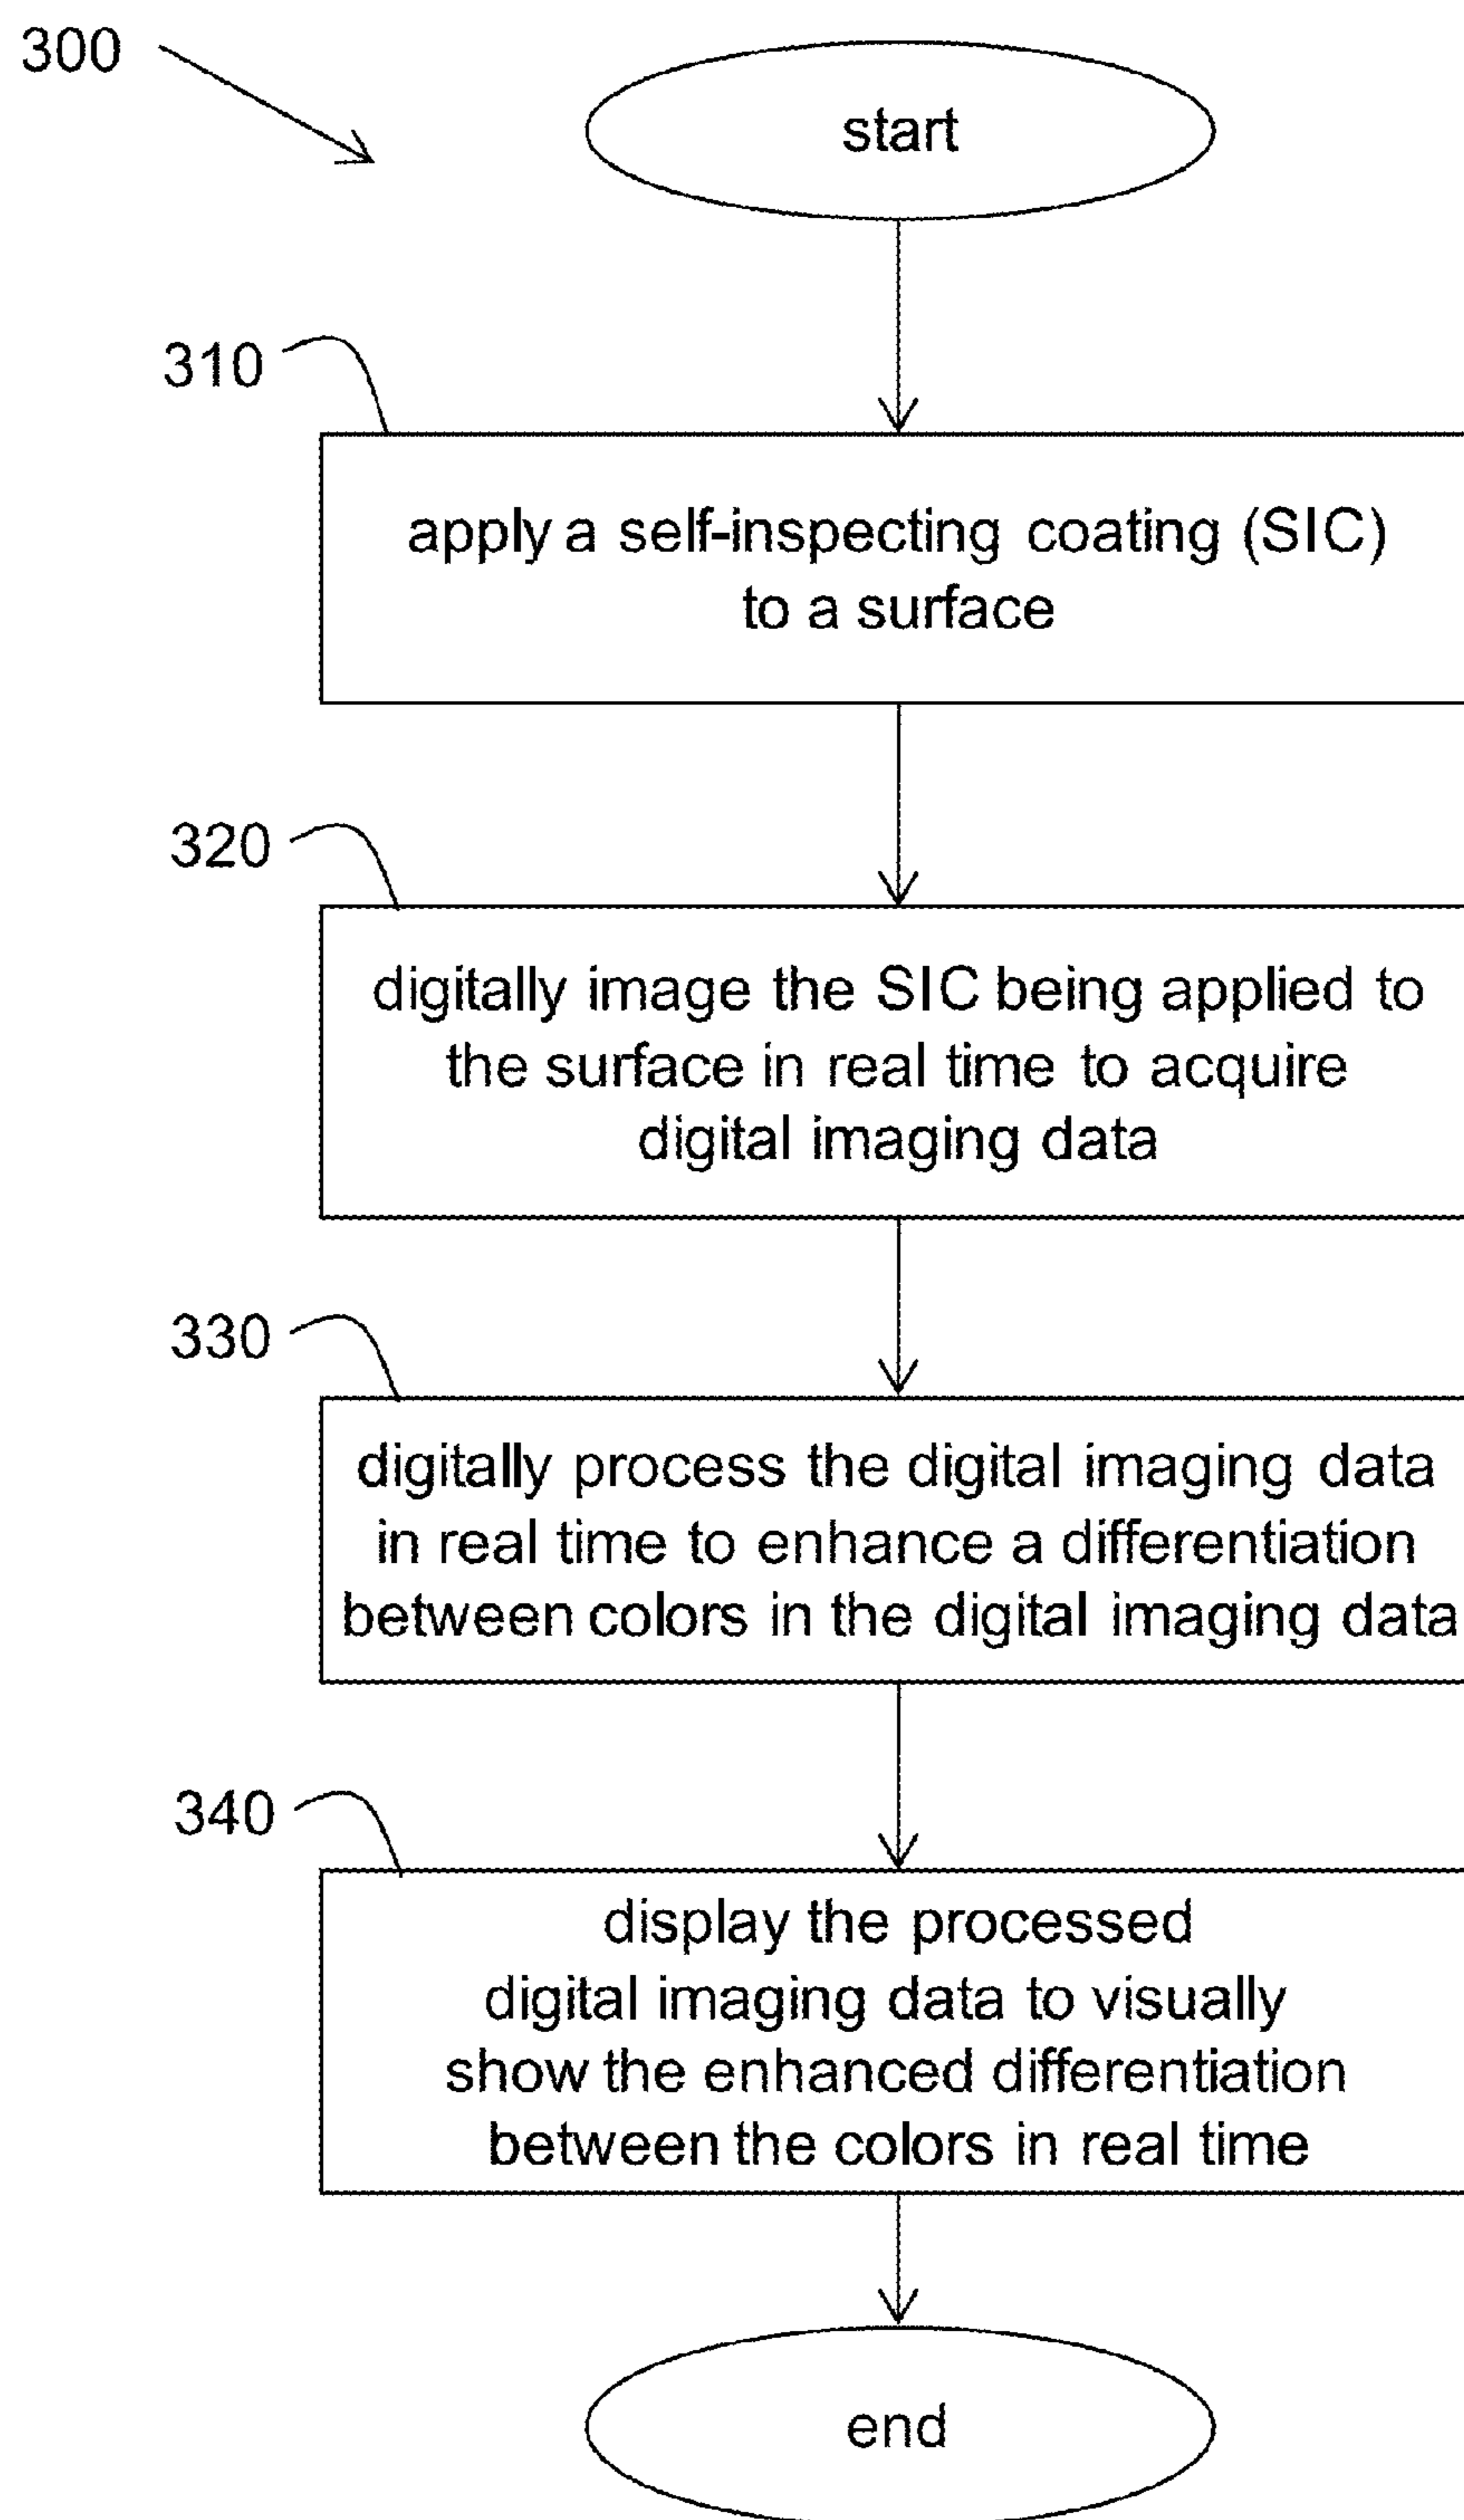 300
start
310
apply a self-inspecting coating (SIC)
to a surface
320
digitally image the SIC being applied to
the surface in real time to acquire
digital imaging data
330
digitally process the digital imaging data
in real time to enhance a differentiation
between colors in the digital imaging data
340
display the processed
digital imaging data to visually
show the enhanced differentiation
between the colors in real time
end